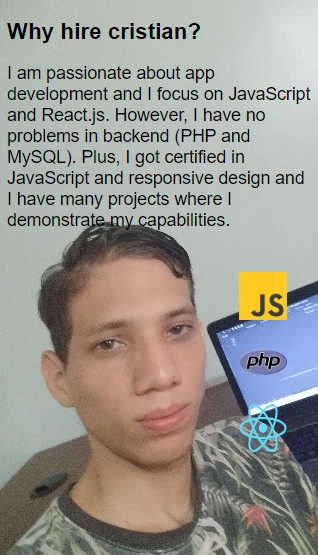 Why hire cristian?
I am passionate about app
development and I focus on JavaScript
and React.js. However, I have no
problems in backend (PHP and
MySQL). Plus, I got certified in
JavaScript and responsive design and
I have many projects where I
demonstrate my capabilities.
JS
php